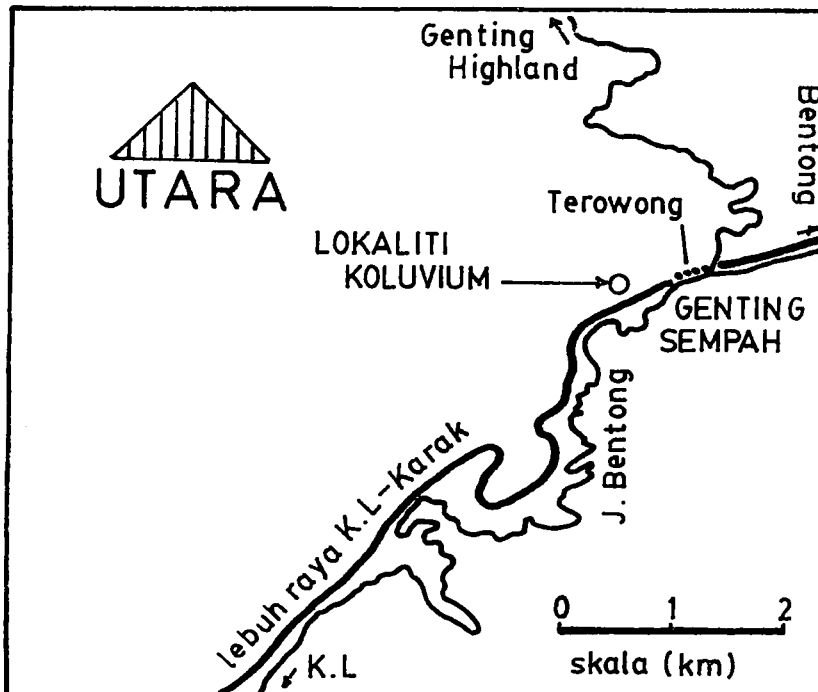 Genting
Highland
Bentong
UTARA
Terowong
LOKALITI
KOLUVIUM
GENTING
SEMPAH
J. Bentong
lebuh raya K.L-Karak
0 1 2
skala (km)
K.L